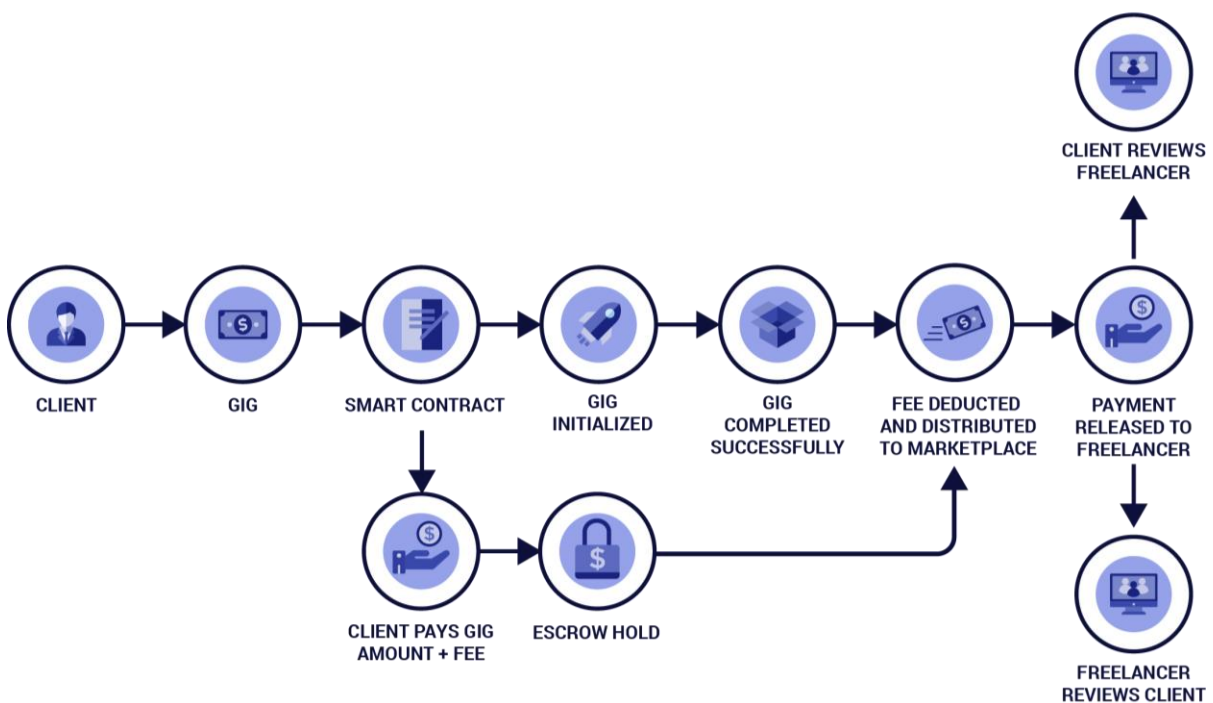 CLIENT REVIEWS
FREELANCER
CLIENT
GIG
SMART CONTRACT
GIG
INITIALIZED
GIG
COMPLETED
SUCCESSFULLY
FEE DEDUCTED
AND DISTRIBUTED
TO MARKETPLACE
PAYMENT
RELEASED TO
FREELANCER
CLIENT PAYS GIG
AMOUNT + FEE
ESCROW HOLD
FREELANCER
REVIEWS CLIENT